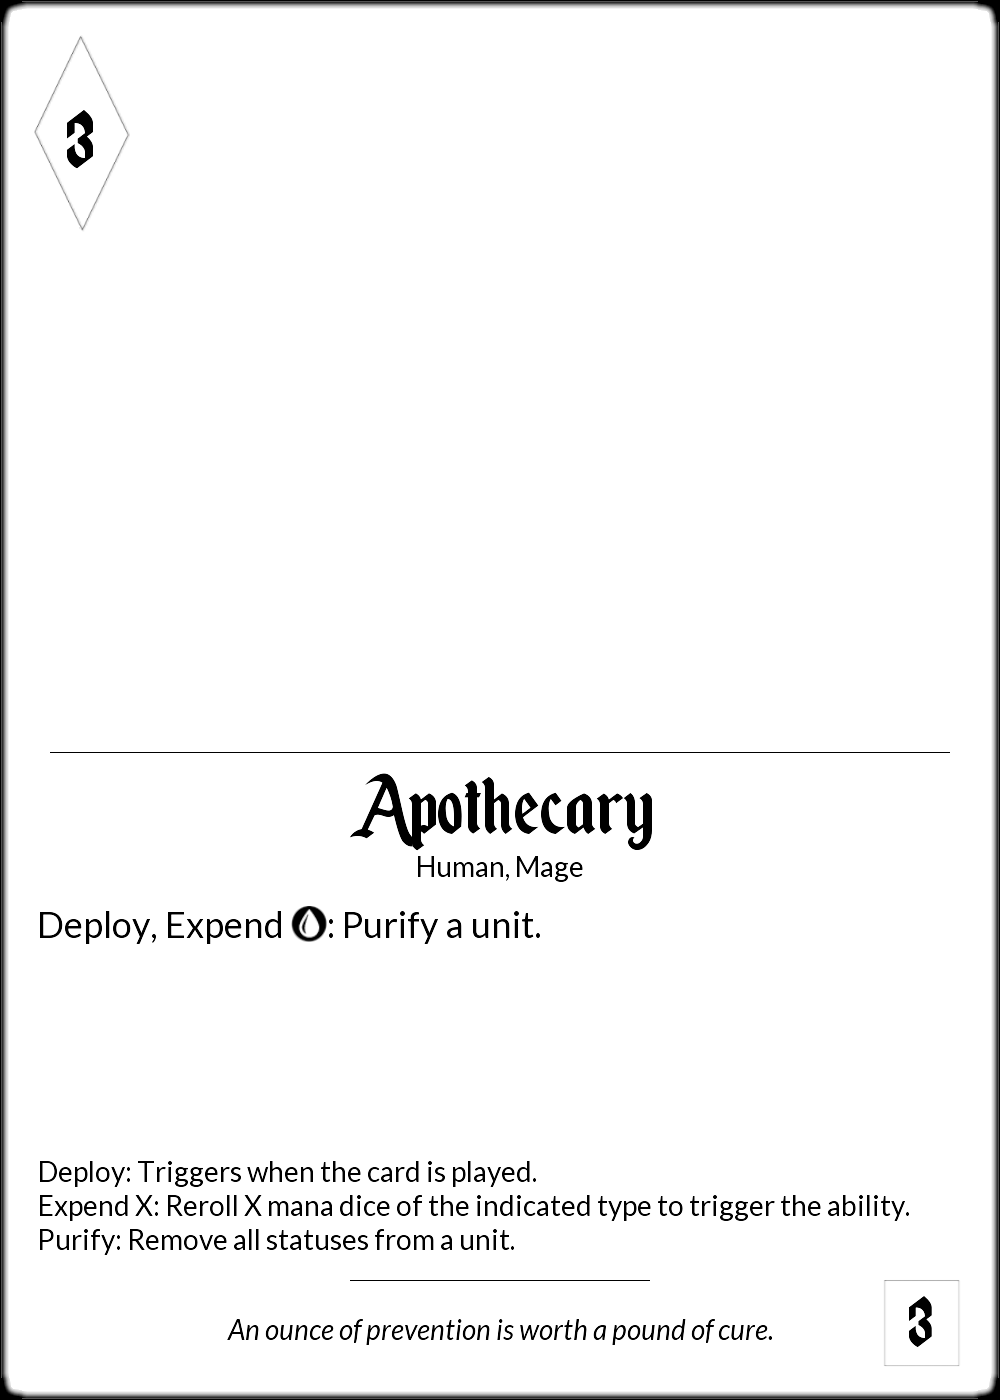 3
Apothecary
Human, Mage
Deploy, Expend : Purify a unit.
Deploy: Triggers when the card is played.
Expend X: Reroll X mana dice of the indicated type to trigger the ability.
Purify: Remove all statuses from a unit.
An ounce of prevention is worth a pound of cure.
3